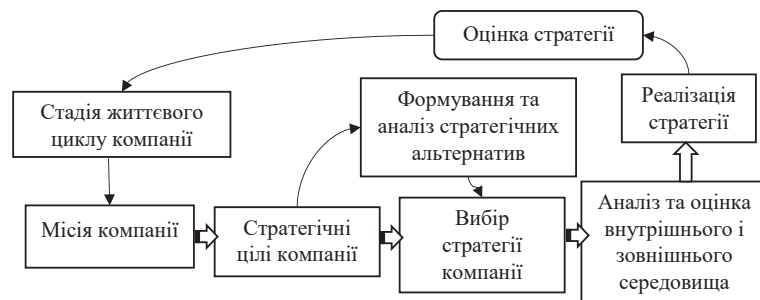 Оцінка стратегії
Стадія життєвого
циклу компанії
Формування та
аналіз стратегічних
альтернатив
Реалізація
стратегії
Місія компанії
Стратегічні
цілі компанії
Вибір
стратегії
компанії
Аналіз та оцінка
внутрішнього і
зовнішнього
середовища